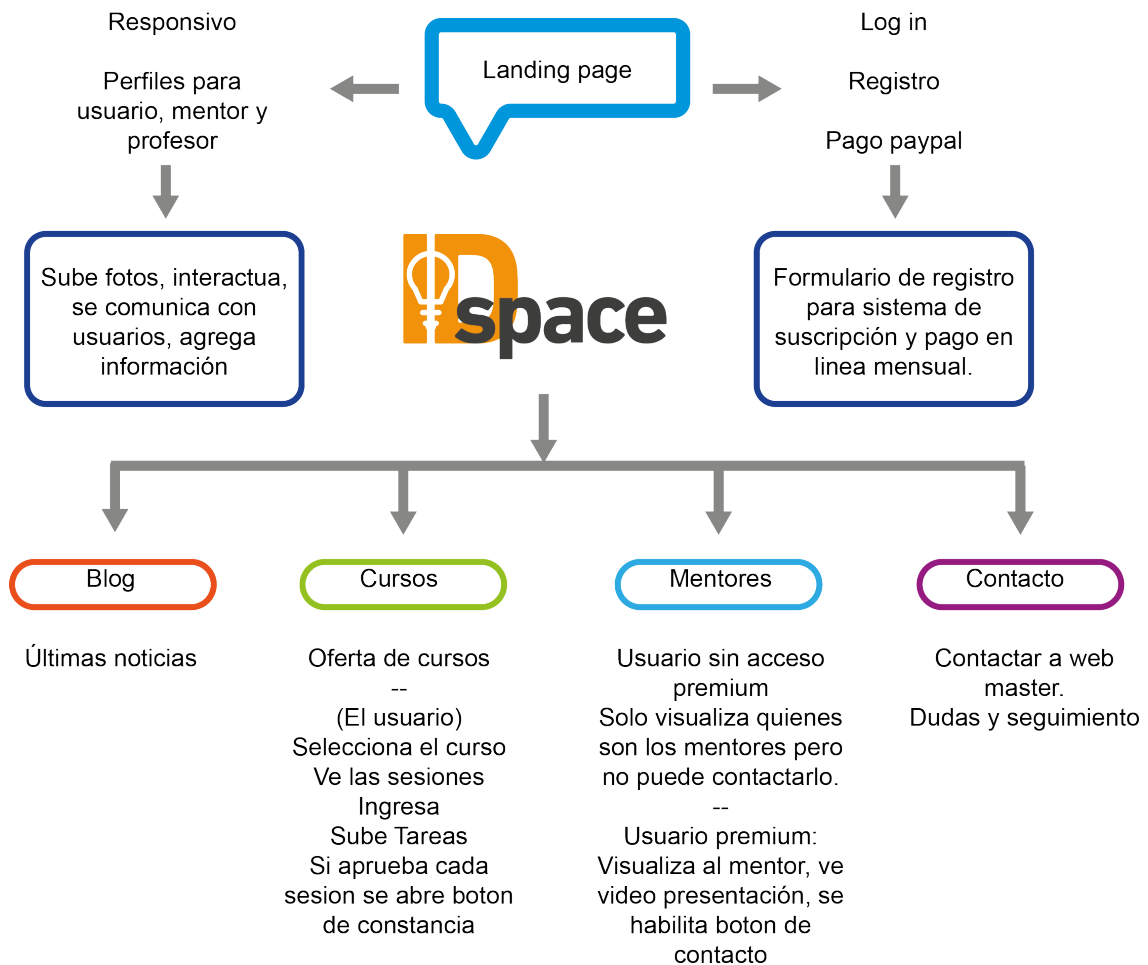 Responsivo
Perfiles para
usuario, mentor y
profesor
Landing page
Log in
Registro
Pago paypal
Sube fotos, interactua,
se comunica con
usuarios, agrega
información
IDspace
Formulario de registro
para sistema de
suscripción y pago en
linea mensual.
Blog
Últimas noticias
Cursos
Oferta de cursos
--
(El usuario)
Selecciona el curso
Ve las sesiones
Ingresa
Sube Tareas
Si aprueba cada
sesion se abre boton
de constancia
Mentores
Usuario sin acceso
premium
Solo visualiza quienes
son los mentores pero
no puede contactarlo.
--
Usuario premium:
Visualiza al mentor, ve
video presentación, se
habilita boton de
contacto
Contacto
Contactar a web
master.
Dudas y seguimiento